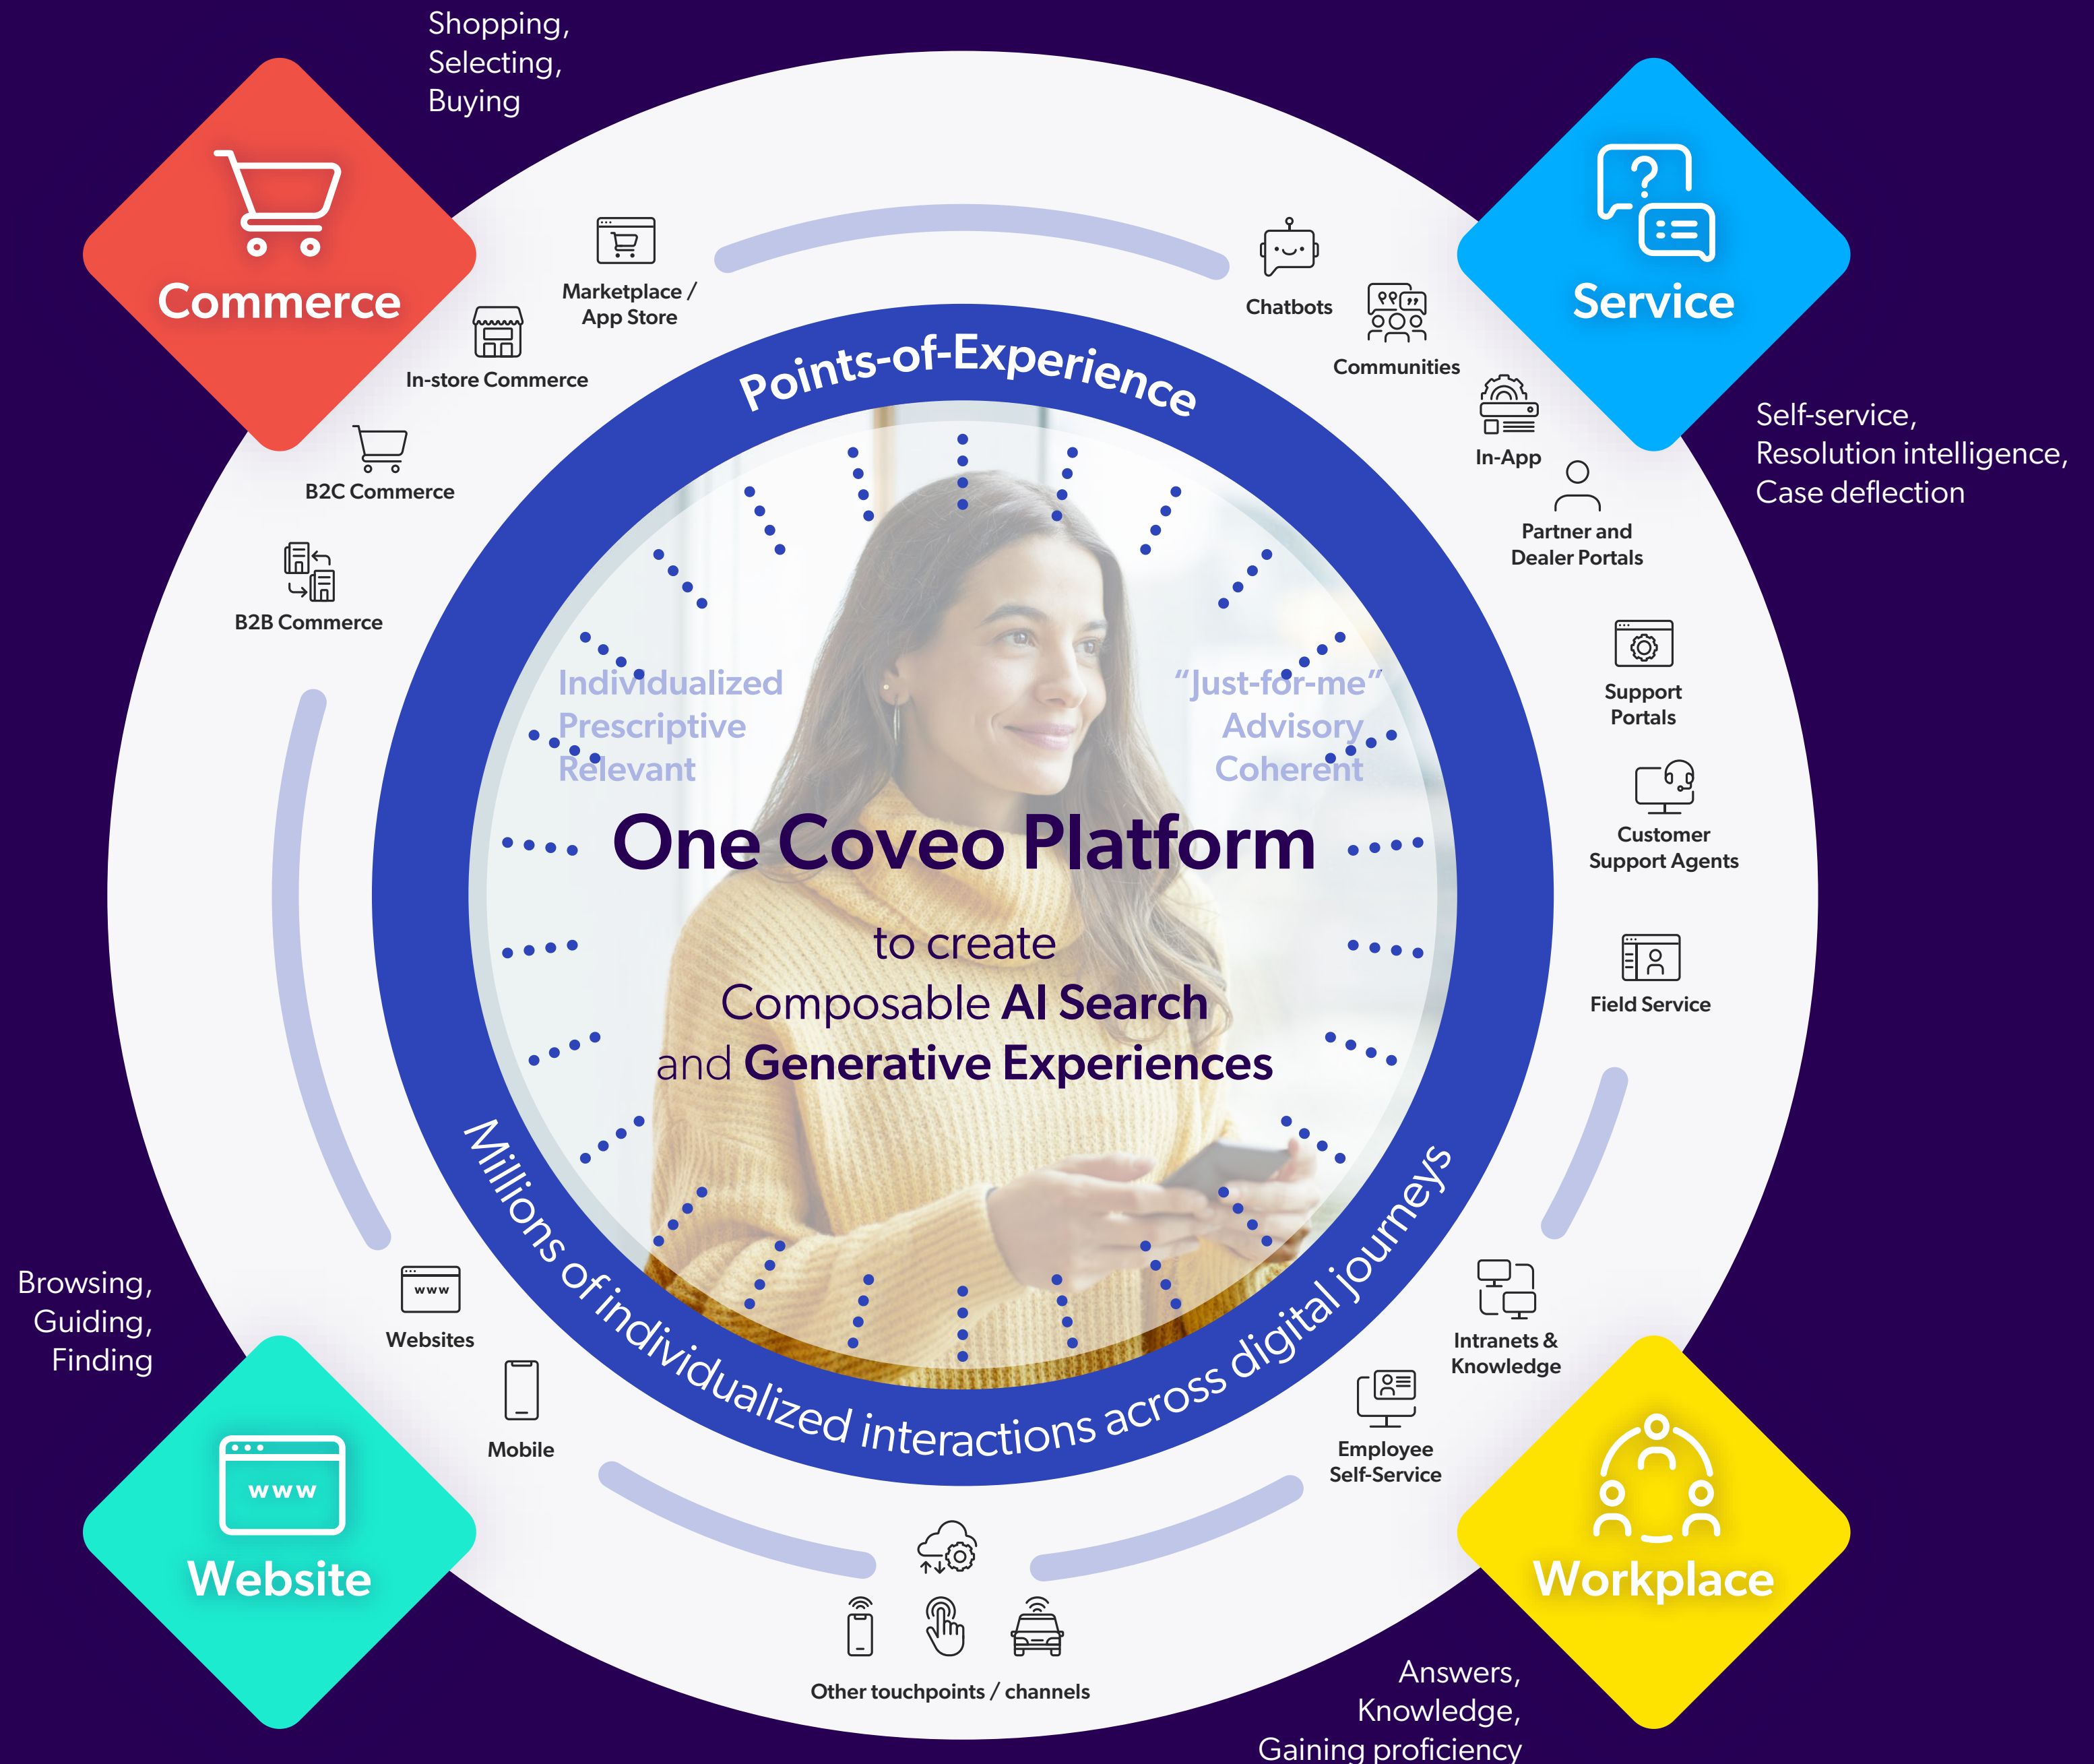 Shopping,
Selecting,
Buying
Commerce
Service
Self-service,
Resolution intelligence,
Case deflection
Marketplace /
App Store
In-store Commerce
B2C Commerce
B2B Commerce
Chatbots
Communities
In-App
Partner and
Dealer Portals
Support
Portals
Customer
Support Agents
Field Service
Points-of-Experience
Individualized
Prescriptive
Relevant
“Just-for-me”
Advisory
Coherent
One Coveo Platform
to create
Composable AI Search
and Generative Experiences
Millions of individualized interactions across digital journeys
Browsing,
Guiding,
Finding
www
Websites
Mobile
www
Website
Other touchpoints / channels
Intranets &
Knowledge
Employee
Self-Service
Workplace
Answers,
Knowledge,
Gaining proficiency